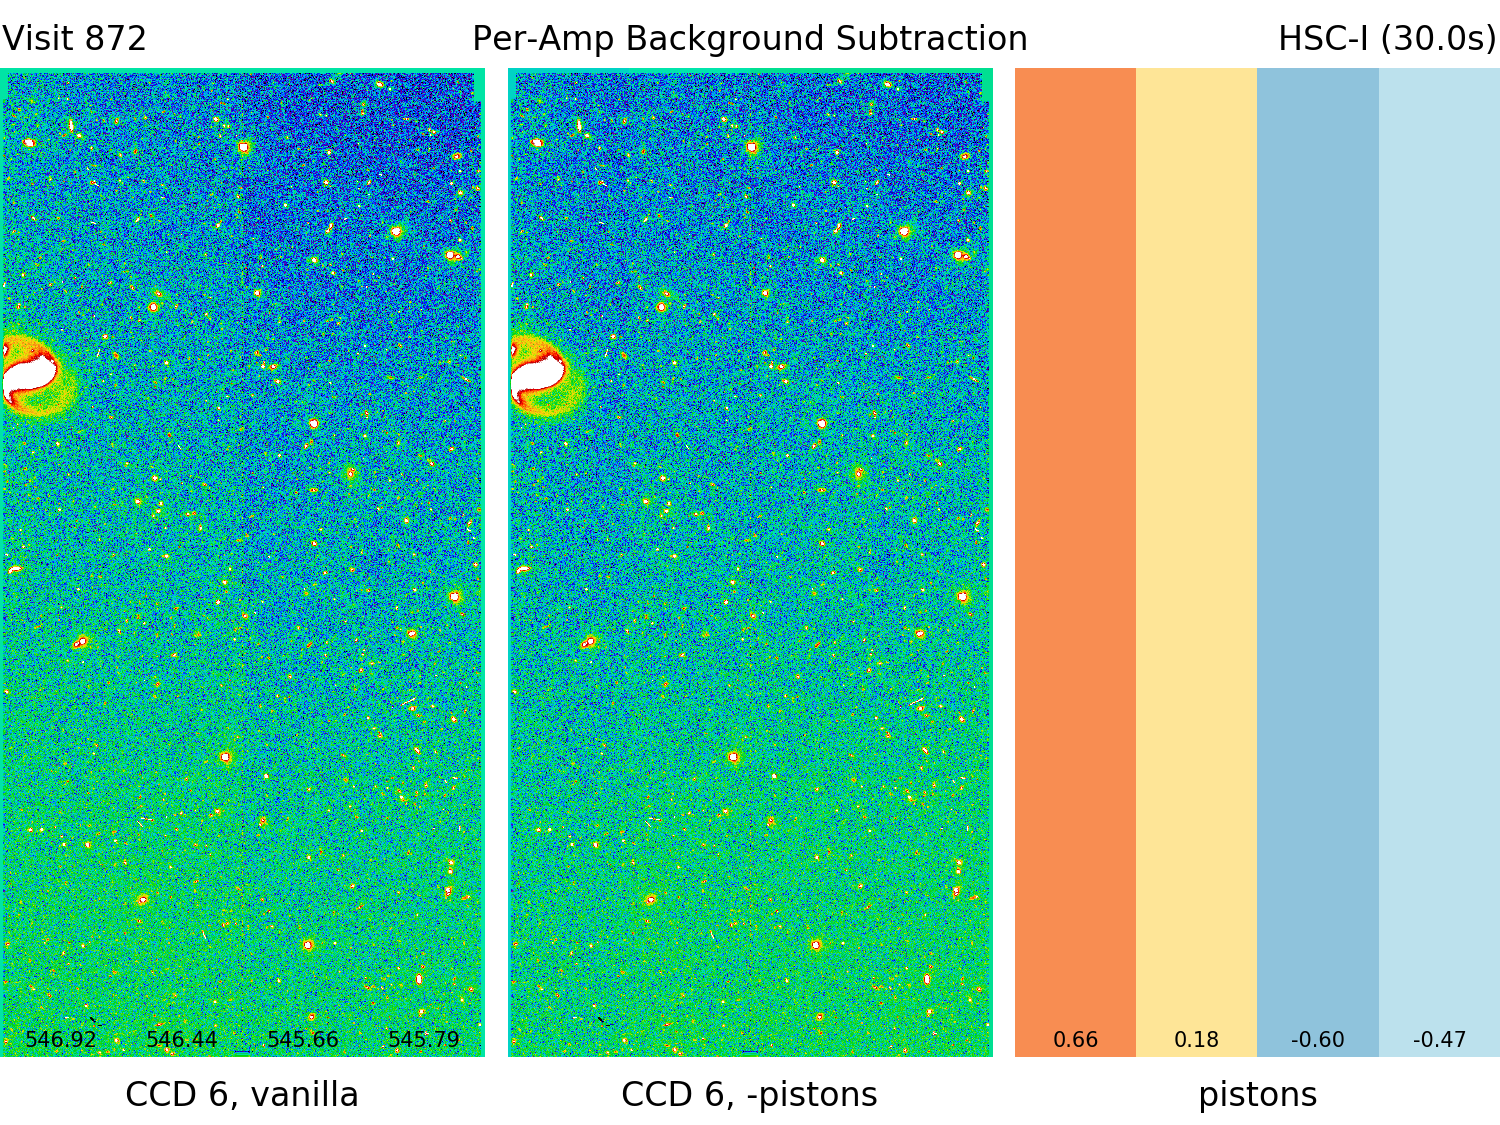 Visit 872 Per-Amp Background Subtraction HSC-I (30.0s)
546.92 546.44 545.66 545.79 0.66 0.18 -0.60 -0.47
CCD 6, vanilla CCD 6, -pistons pistons